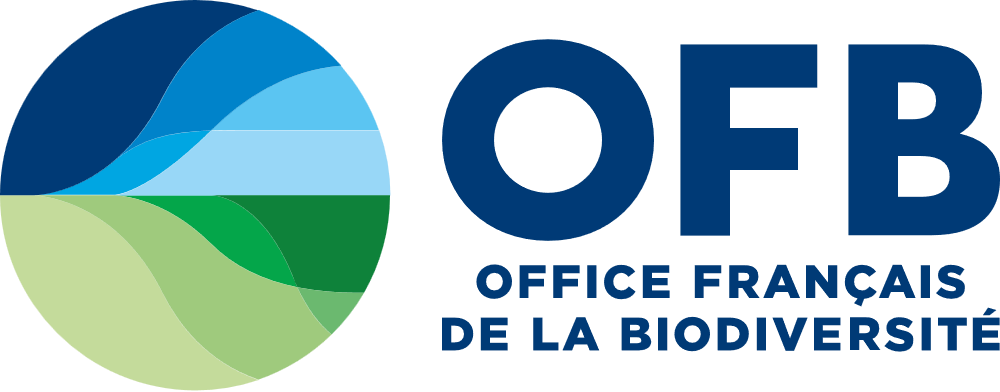 OFB
OFFICE FRANÇAIS
DE LA BIODIVERSITÉ